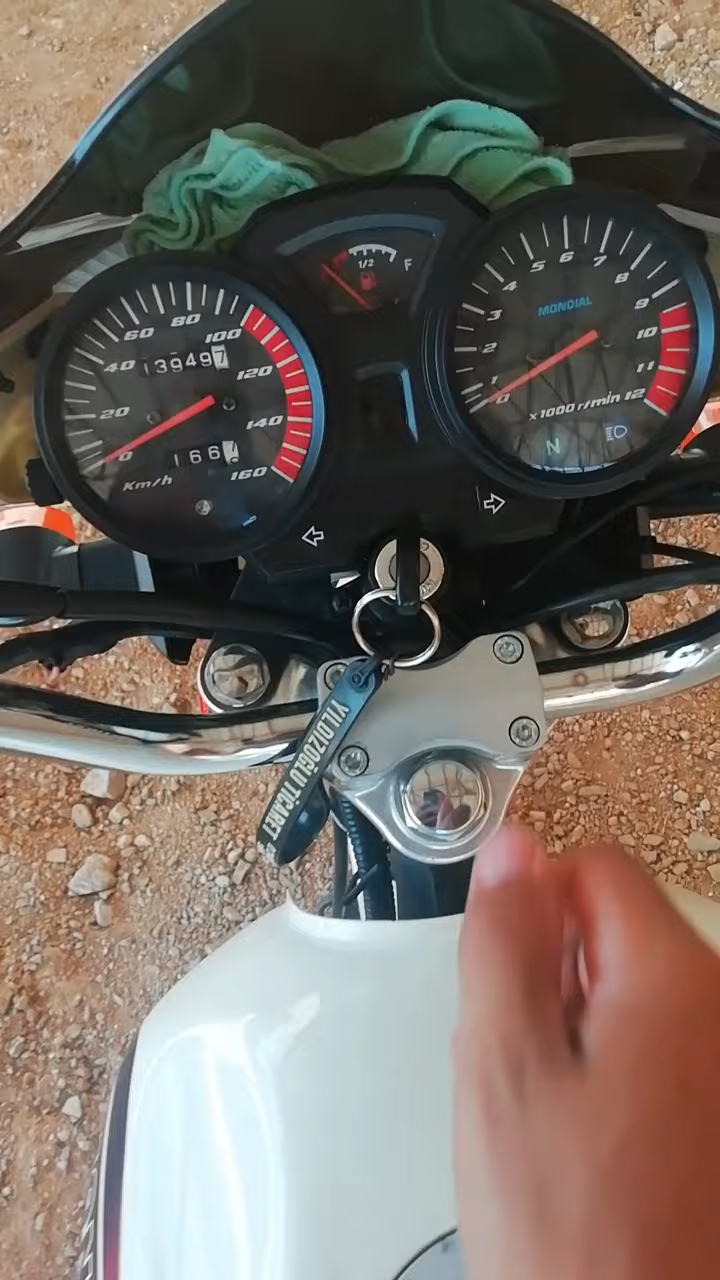 1/2 F
20 40 60 80 100 120 140 160
0
139497
1667
Km/h
MONDIAL
0 1 2 3 4 5 6 7 8 9 10 11 12
x1000 r/min
N
YILDIZOĞLU TİCARET